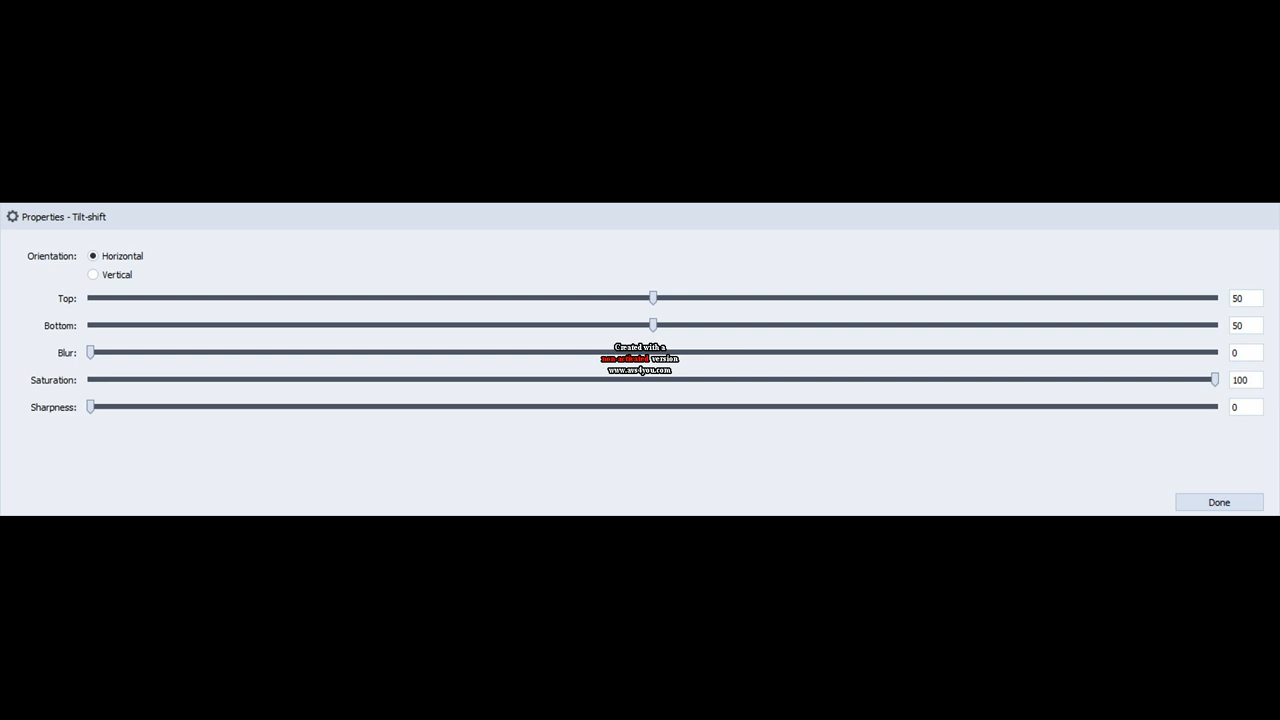 Properties - Tilt-shift
Orientation: Horizontal
Vertical
Top: 50
Bottom: 50
Blur: 0
Saturation: 100
Sharpness: 0
Created with a
non-activated version
www.avs4you.com
Done